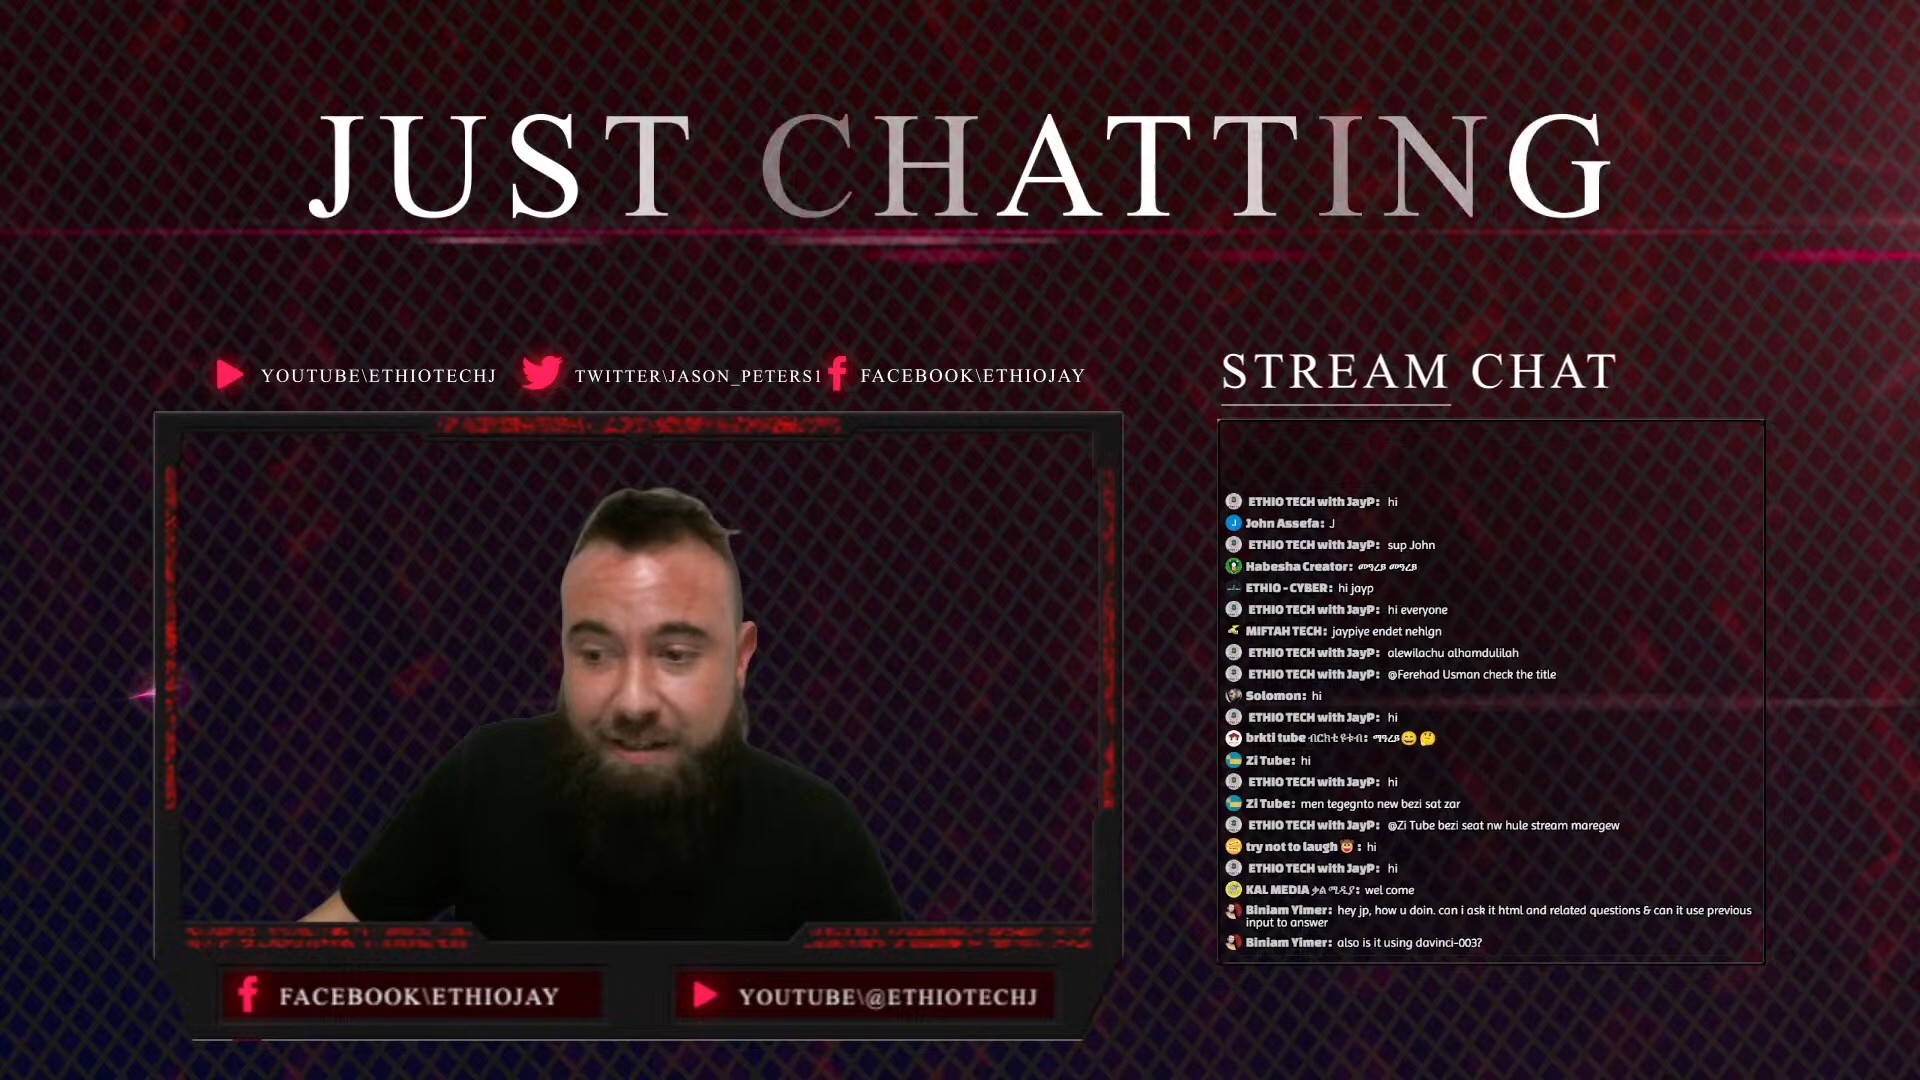 JUST CHATTING
YOUTUBE\ETHIOTECHJ
TWITTER\JASON_PETERS1
FACEBOOK\ETHIOJAY
STREAM CHAT
ETHIO TECH with JayP: hi
John Assefa: J
ETHIO TECH with JayP: sup John
Habesha Creator: መዓረይ መዓረይ
ETHIO - CYBER: hi jayp
ETHIO TECH with JayP: hi everyone
MIFTAH TECH: jaypiye endet nehlgn
ETHIO TECH with JayP: alewilachu alhamdulilah
ETHIO TECH with JayP: @Ferehad Usman check the title
Solomon: hi
ETHIO TECH with JayP: hi
brkti tube ብርክቲ ዩቱብ: ማዓረይ😄 🤔
Zi Tube: hi
ETHIO TECH with JayP: hi
Zi Tube: men tegegnto new bezi sat zar
ETHIO TECH with JayP: @Zi Tube bezi seat nw hule stream maregew
try not to laugh 🤡 : hi
ETHIO TECH with JayP: hi
KAL MEDIA ቃል ሚዲያ: wel come
Biniam Yimer: hey jp, how u doin. can i ask it html and related questions & can it use previous
input to answer
Biniam Yimer: also is it using davinci-003?
FACEBOOK\ETHIOJAY
YOUTUBE\@ETHIOTECHJ